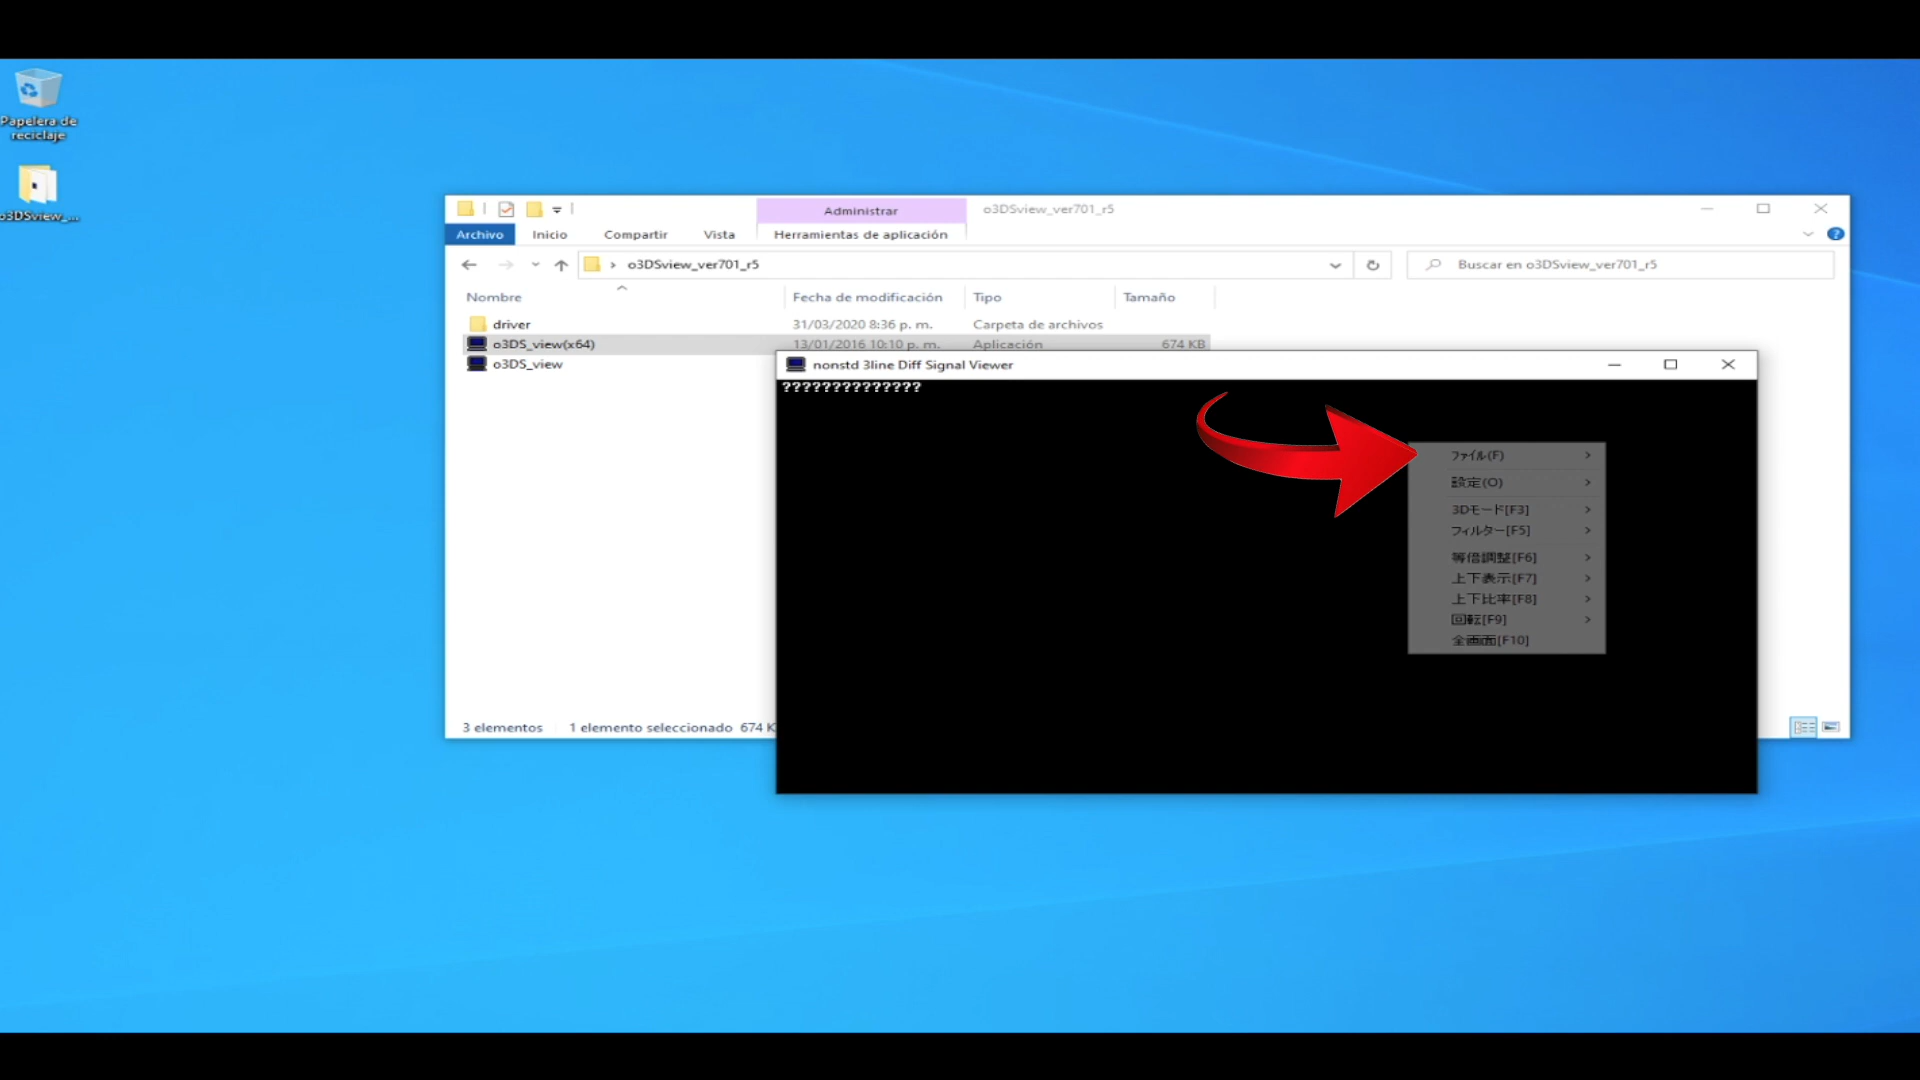 Papelera de
reciclaje
o3DSview_...
Administrar
o3DSview_ver701_r5
Archivo
Inicio
Compartir
Vista
Herramientas de aplicación
o3DSview_ver701_r5
Buscar en o3DSview_ver701_r5
Nombre
Fecha de modificación
Tipo
Tamaño
driver
31/03/2020 8:36 p. m.
Carpeta de archivos
o3DS_view(x64)
13/01/2016 10:10 p. m.
Aplicación
674 KB
o3DS_view
nonstd 3line Diff Signal Viewer
??????????????
ファイル(F)
設定(O)
3Dモード[F3]
フィルター[F5]
等倍調整[F6]
上下表示[F7]
上下比率[F8]
回転[F9]
全画面[F10]
3 elementos
1 elemento seleccionado 674 K